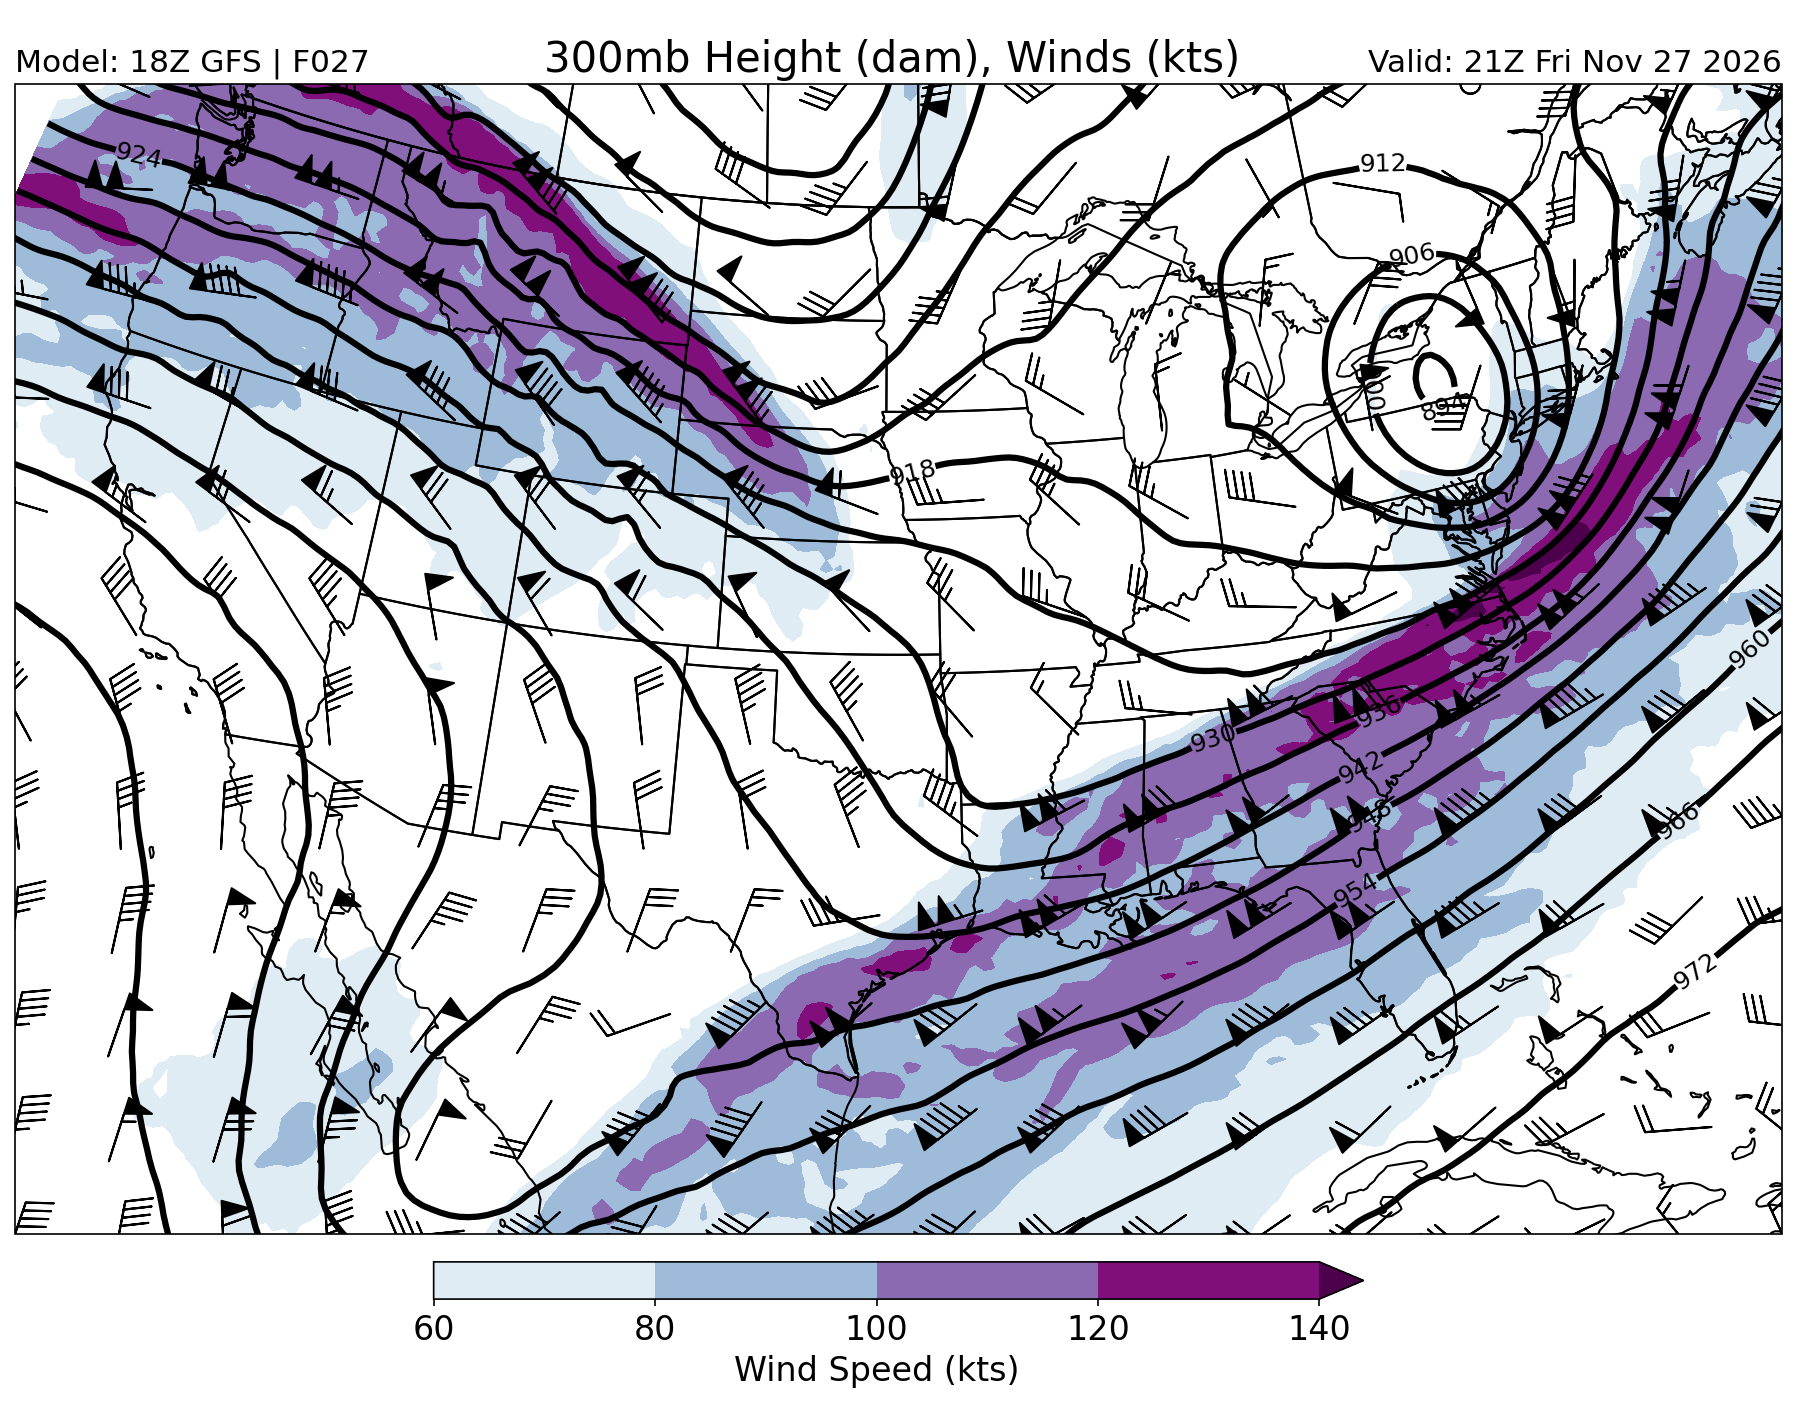 Model: 18Z GFS | F027
300mb Height (dam), Winds (kts)
Valid: 21Z Fri Nov 27 2026
924
912
906
894
918
960
936
930
942
948
966
954
972
60 80 100 120 140
Wind Speed (kts)